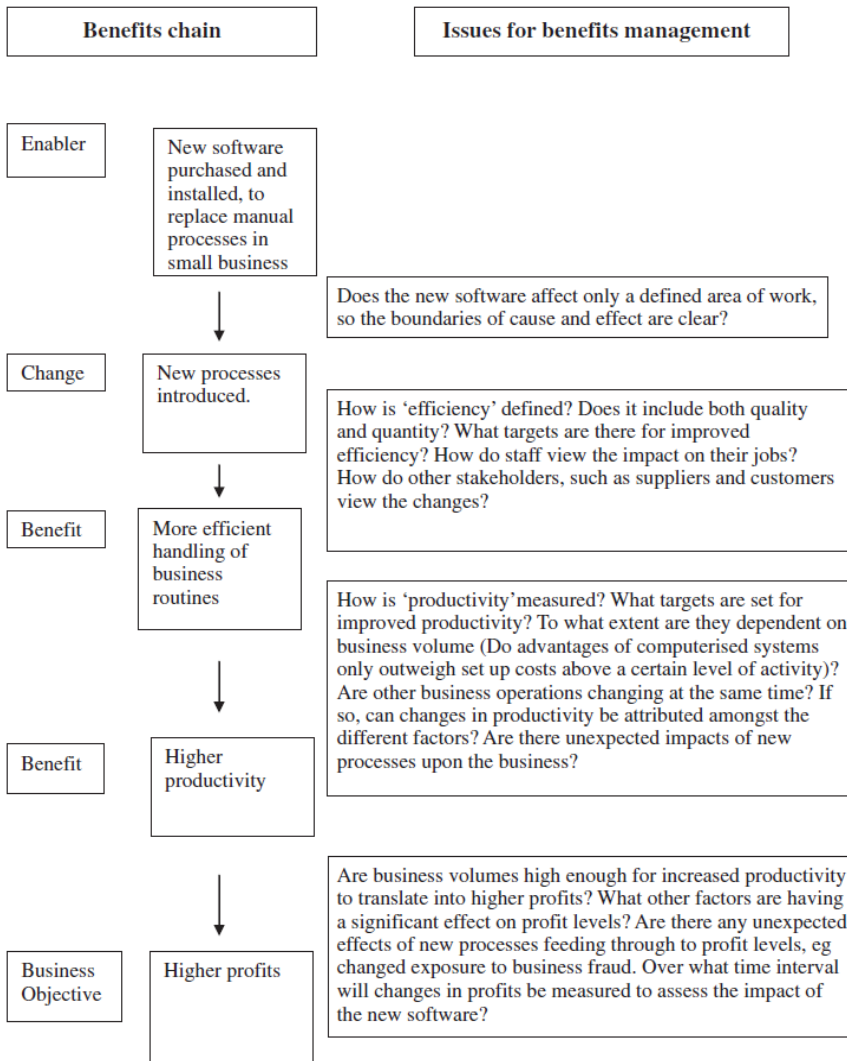 Benefits chain
Issues for benefits management
Enabler
New software
purchased and
installed, to
replace manual
processes in
small business
Does the new software affect only a defined area of work,
so the boundaries of cause and effect are clear?
Change
New processes
introduced.
How is ‘efficiency’ defined? Does it include both quality
and quantity? What targets are there for improved
efficiency? How do staff view the impact on their jobs?
How do other stakeholders, such as suppliers and customers
view the changes?
Benefit
More efficient
handling of
business
routines
How is ‘productivity’measured? What targets are set for
improved productivity? To what extent are they dependent on
business volume (Do advantages of computerised systems
only outweigh set up costs above a certain level of activity)?
Are other business operations changing at the same time? If
so, can changes in productivity be attributed amongst the
different factors? Are there unexpected impacts of new
processes upon the business?
Benefit
Higher
productivity
Are business volumes high enough for increased productivity
to translate into higher profits? What other factors are having
a significant effect on profit levels? Are there any unexpected
effects of new processes feeding through to profit levels, eg
changed exposure to business fraud. Over what time interval
will changes in profits be measured to assess the impact of
the new software?
Business
Objective
Higher profits